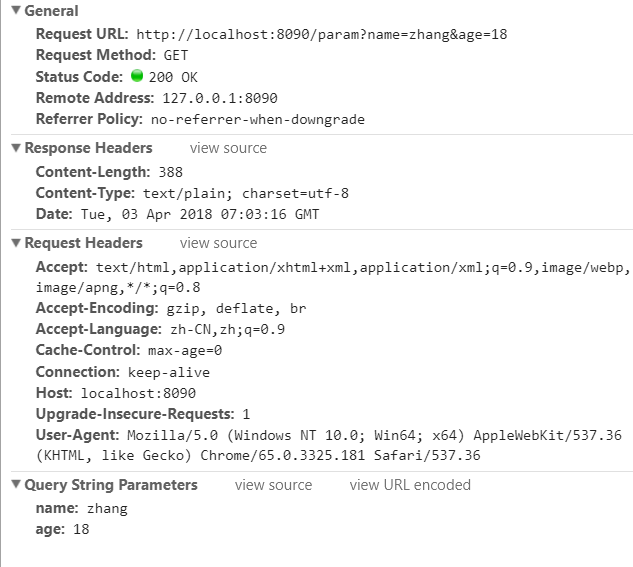 ▼ General
Request URL: http://localhost:8090/param?name=zhang&age=18
Request Method: GET
Status Code: 200 OK
Remote Address: 127.0.0.1:8090
Referrer Policy: no-referrer-when-downgrade
▼ Response Headers view source
Content-Length: 388
Content-Type: text/plain; charset=utf-8
Date: Tue, 03 Apr 2018 07:03:16 GMT
▼ Request Headers view source
Accept: text/html,application/xhtml+xml,application/xml;q=0.9,image/webp,
image/apng,*/*;q=0.8
Accept-Encoding: gzip, deflate, br
Accept-Language: zh-CN,zh;q=0.9
Cache-Control: max-age=0
Connection: keep-alive
Host: localhost:8090
Upgrade-Insecure-Requests: 1
User-Agent: Mozilla/5.0 (Windows NT 10.0; Win64; x64) AppleWebKit/537.36
(KHTML, like Gecko) Chrome/65.0.3325.181 Safari/537.36
▼ Query String Parameters view source view URL encoded
name: zhang
age: 18